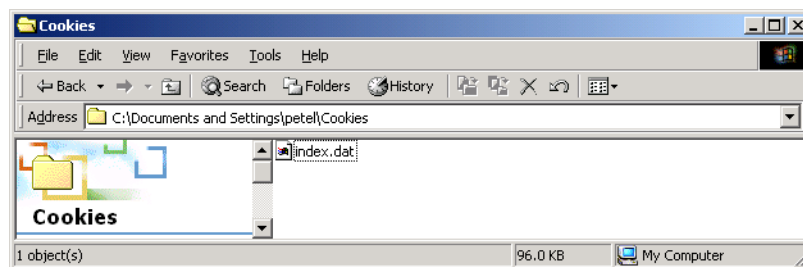 Cookies
File Edit View Favorites Tools Help
Back Search Folders History
Address C:\Documents and Settings\petel\Cookies
index.dat
Cookies
1 object(s) 96.0 KB My Computer